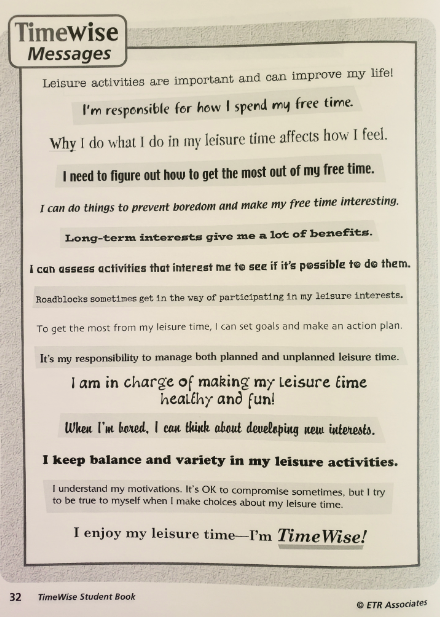 TimeWise
Messages
Leisure activities are important and can improve my life!
I'm responsible for how I spend my free time.
Why I do what I do in my leisure time affects how I feel.
I need to figure out how to get the most out of my free time.
I can do things to prevent boredom and make my free time interesting.
Long-term interests give me a lot of benefits.
I can assess activities that interest me to see if it's possible to do them.
Roadblocks sometimes get in the way of participating in my leisure interests.
To get the most from my leisure time, I can set goals and make an action plan.
It's my responsibility to manage both planned and unplanned leisure time.
I am in charge of making my leisure time
healthy and fun!
When I'm bored, I can think about developing new interests.
I keep balance and variety in my leisure activities.
I understand my motivations. It's OK to compromise sometimes, but I try
to be true to myself when I make choices about my leisure time.
I enjoy my leisure time—I'm TimeWise!
32 TimeWise Student Book
© ETR Associates